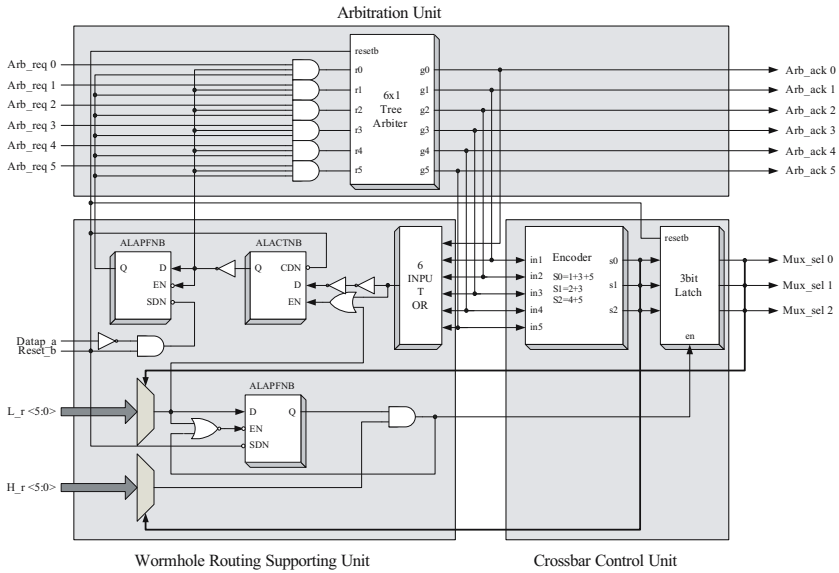 Arbitration Unit
Arb_req 0
Arb_req 1
Arb_req 2
Arb_req 3
Arb_req 4
Arb_req 5
resetb
r0
r1
r2
r3
r4
r5
6x1
Tree
Arbiter
g0
g1
g2
g3
g4
g5
Arb_ack 0
Arb_ack 1
Arb_ack 2
Arb_ack 3
Arb_ack 4
Arb_ack 5
ALAPFNB
Q
D
EN
SDN
ALACTNB
Q
CDN
D
EN
6
INPU
T
OR
in1
in2
in3
in4
in5
Encoder
S0=1+3+5
S1=2+3
S2=4+5
s0
s1
s2
resetb
3bit
Latch
en
Mux_sel 0
Mux_sel 1
Mux_sel 2
Datap_a
Reset_b
L_r <5:0>
ALAPFNB
D
Q
EN
SDN
H_r <5:0>
Wormhole Routing Supporting Unit
Crossbar Control Unit